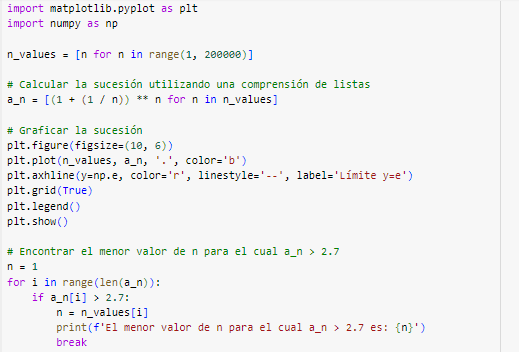 import matplotlib.pyplot as plt
import numpy as np
n_values = [n for n in range(1, 200000)]
# Calcular la sucesión utilizando una comprensión de listas
a_n = [(1 + (1 / n)) ** n for n in n_values]
# Graficar la sucesión
plt.figure(figsize=(10, 6))
plt.plot(n_values, a_n, '.', color='b')
plt.axhline(y=np.e, color='r', linestyle='--', label='Límite y=e')
plt.grid(True)
plt.legend()
plt.show()
# Encontrar el menor valor de n para el cual a_n > 2.7
n = 1
for i in range(len(a_n)):
    if a_n[i] > 2.7:
        n = n_values[i]
        print(f'El menor valor de n para el cual a_n > 2.7 es: {n}')
        break